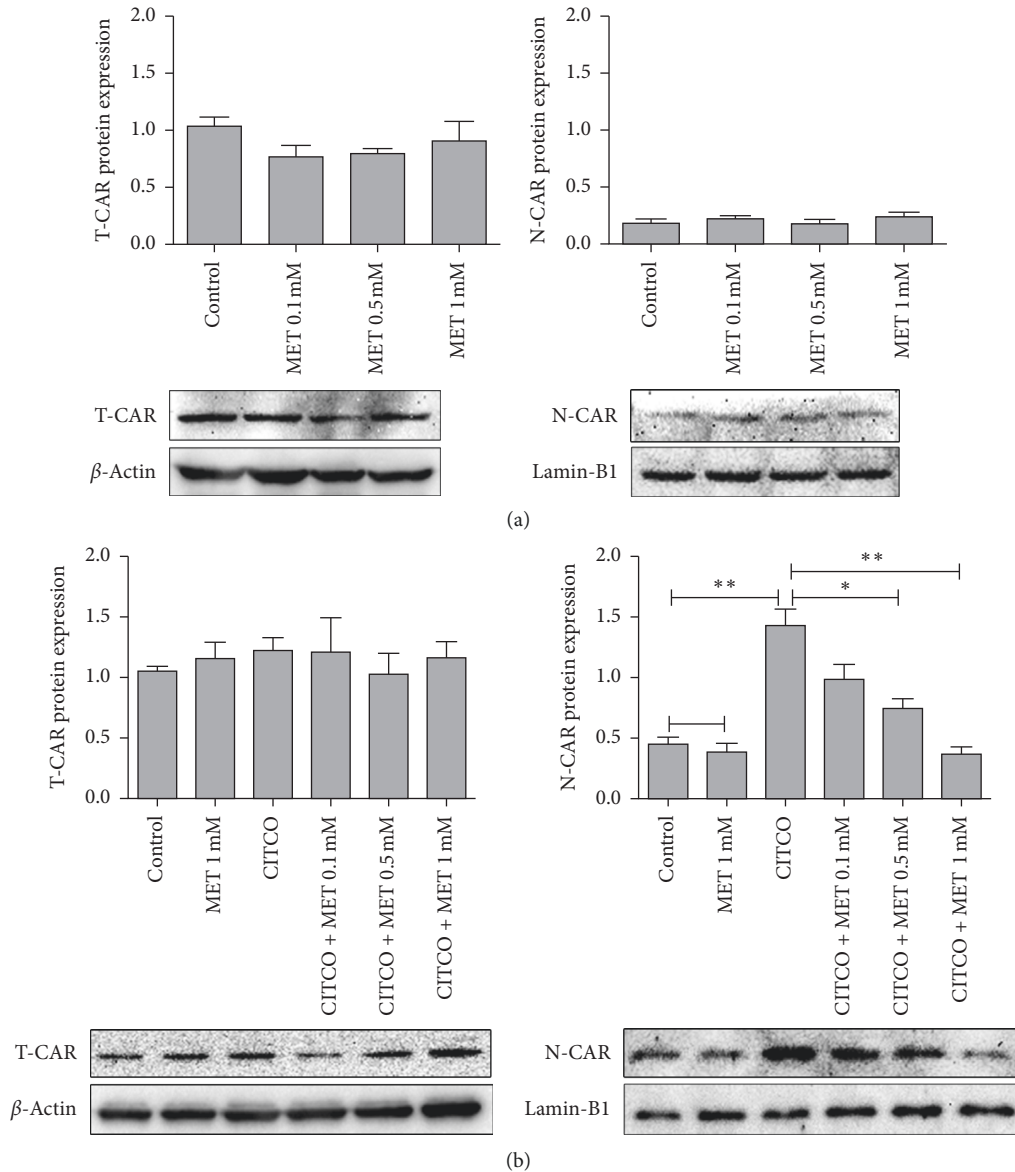 T-CAR protein expression
2.0
1.5
1.0
0.5
0.0
Control
MET 0.1 mM
MET 0.5 mM
MET 1 mM
N-CAR protein expression
2.0
1.5
1.0
0.5
0.0
Control
MET 0.1 mM
MET 0.5 mM
MET 1 mM
T-CAR
β-Actin
N-CAR
Lamin-B1
(a)
T-CAR protein expression
2.0
1.5
1.0
0.5
0.0
Control
MET 1 mM
CITCO
CITCO + MET 0.1 mM
CITCO + MET 0.5 mM
CITCO + MET 1 mM
N-CAR protein expression
2.0
1.5
1.0
0.5
0.0
**
**
*
Control
MET 1 mM
CITCO
CITCO + MET 0.1 mM
CITCO + MET 0.5 mM
CITCO + MET 1 mM
T-CAR
β-Actin
N-CAR
Lamin-B1
(b)